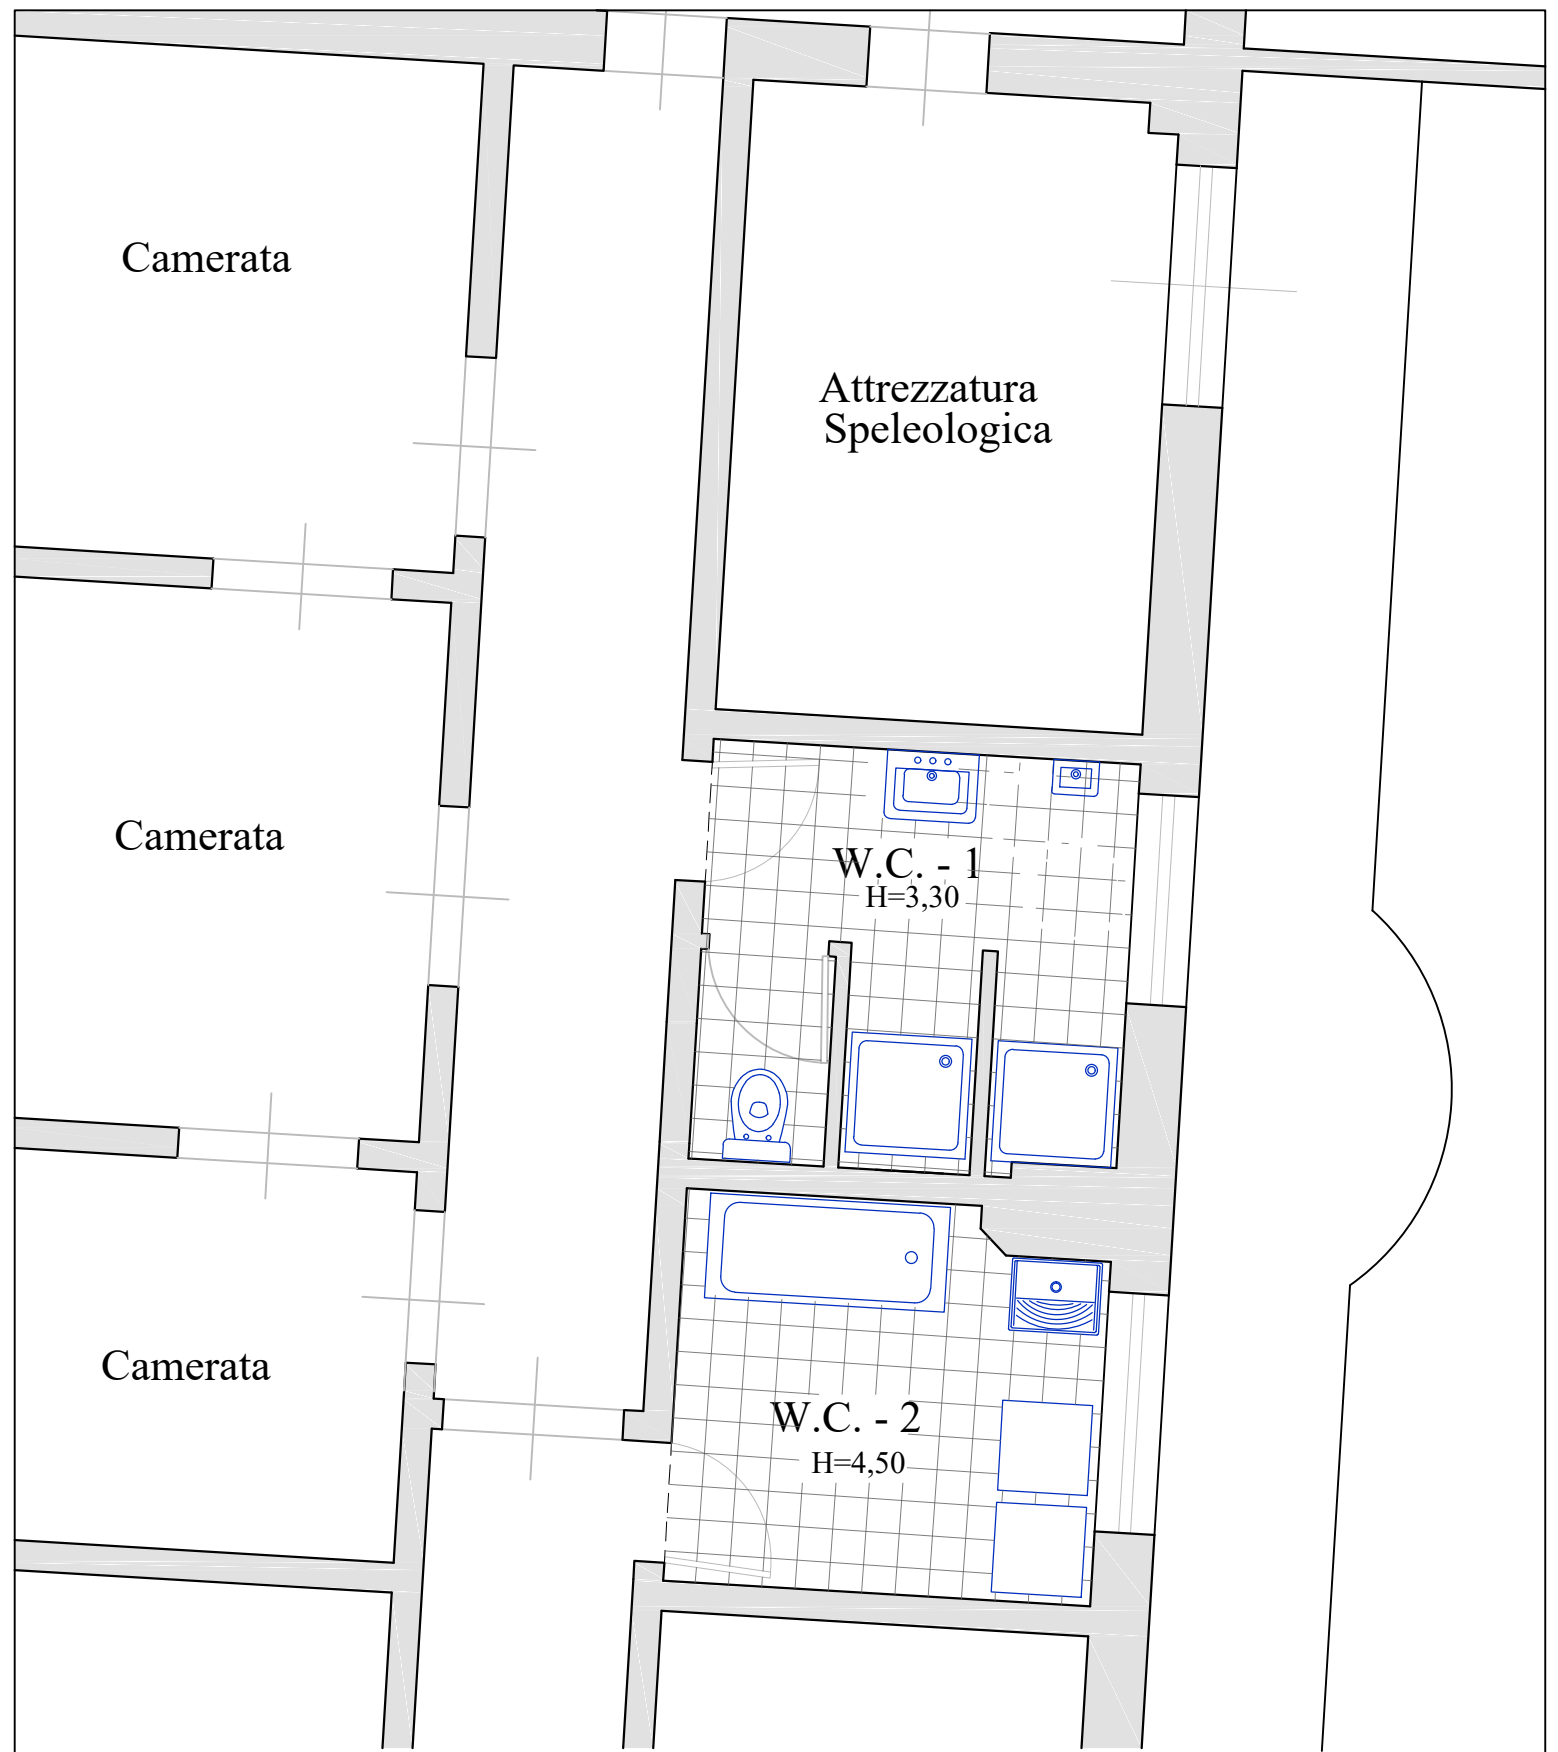 Camerata
Attrezzatura
Speleologica
Camerata
W.C. - 1
H=3,30
Camerata
W.C. - 2
H=4,50